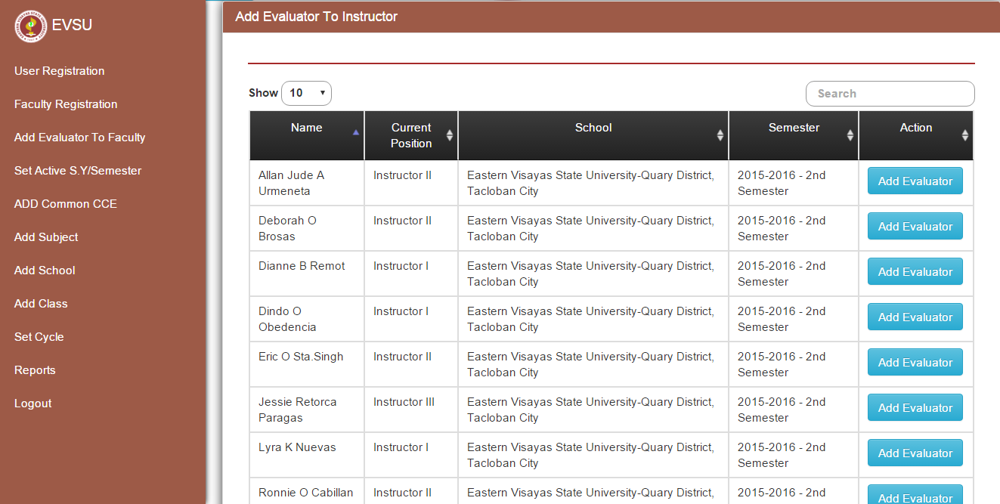 EVSU
User Registration
Faculty Registration
Add Evaluator To Faculty
Set Active S.Y/Semester
ADD Common CCE
Add Subject
Add School
Add Class
Set Cycle
Reports
Logout
Add Evaluator To Instructor
Show 10
Search
Name
Current
Position
School
Semester
Action
Allan Jude A
Urmeneta
Instructor II
Eastern Visayas State University-Quary District,
Tacloban City
2015-2016 - 2nd
Semester
Add Evaluator
Deborah O
Brosas
Instructor II
Eastern Visayas State University-Quary District,
Tacloban City
2015-2016 - 2nd
Semester
Add Evaluator
Dianne B Remot
Instructor I
Eastern Visayas State University-Quary District,
Tacloban City
2015-2016 - 2nd
Semester
Add Evaluator
Dindo O
Obedencia
Instructor I
Eastern Visayas State University-Quary District,
Tacloban City
2015-2016 - 2nd
Semester
Add Evaluator
Eric O Sta.Singh
Instructor II
Eastern Visayas State University-Quary District,
Tacloban City
2015-2016 - 2nd
Semester
Add Evaluator
Jessie Retorca
Paragas
Instructor III
Eastern Visayas State University-Quary District,
Tacloban City
2015-2016 - 2nd
Semester
Add Evaluator
Lyra K Nuevas
Instructor I
Eastern Visayas State University-Quary District,
Tacloban City
2015-2016 - 2nd
Semester
Add Evaluator
Ronnie O Cabillan
Instructor II
Eastern Visayas State University-Quary District,
2015-2016 - 2nd
Add Evaluator